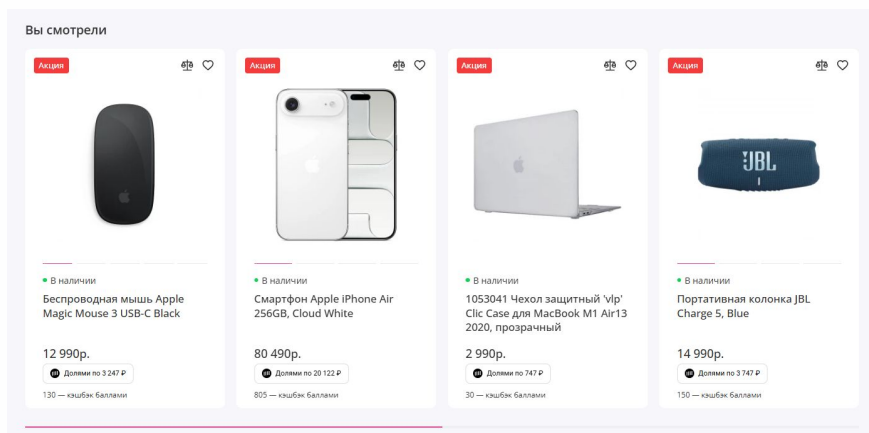 Вы смотрели
Акция
Акция
Акция
Акция
JBL
В наличии
Беспроводная мышь Apple
Magic Mouse 3 USB-C Black
12 990р.
Долями по 3 247 ₽
130 — кэшбэк баллами
В наличии
Смартфон Apple iPhone Air
256GB, Cloud White
80 490р.
Долями по 20 122 ₽
805 — кэшбэк баллами
В наличии
1053041 Чехол защитный 'vlp'
Clic Case для MacBook M1 Air13
2020, прозрачный
2 990р.
Долями по 747 ₽
30 — кэшбэк баллами
В наличии
Портативная колонка JBL
Charge 5, Blue
14 990р.
Долями по 3 747 ₽
150 — кэшбэк баллами